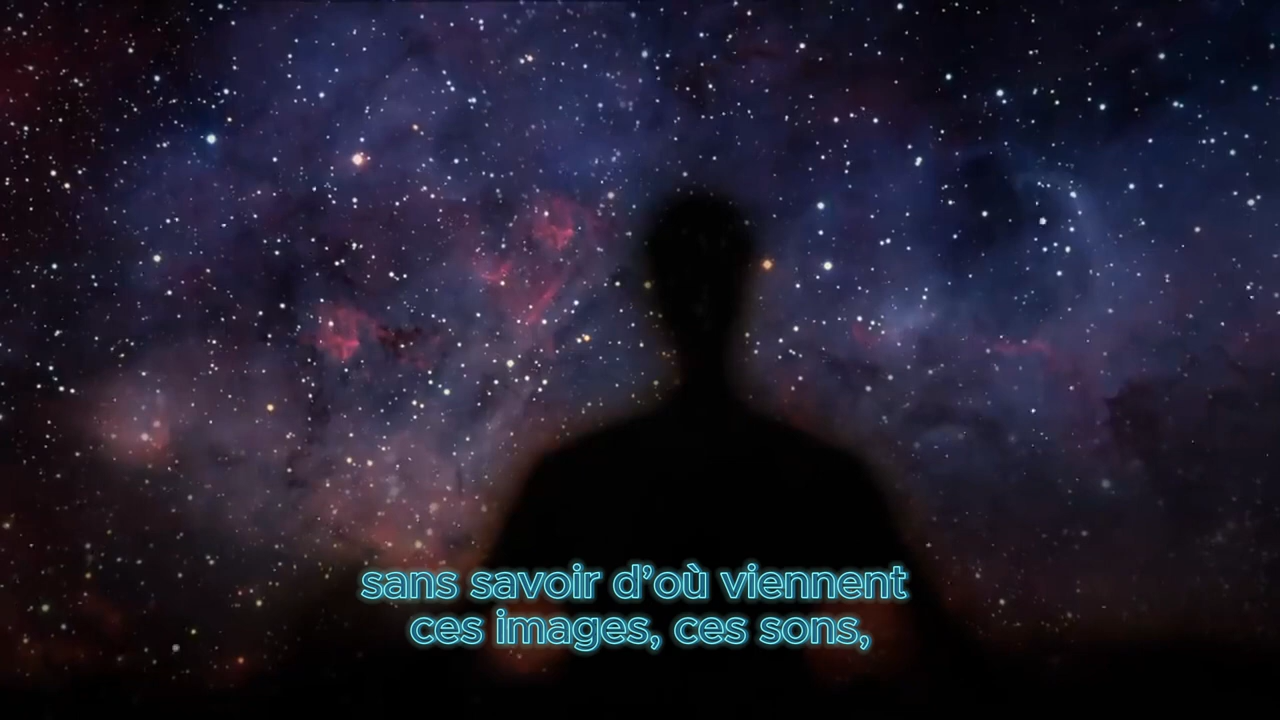 sans savoir d’où viennent
ces images, ces sons,